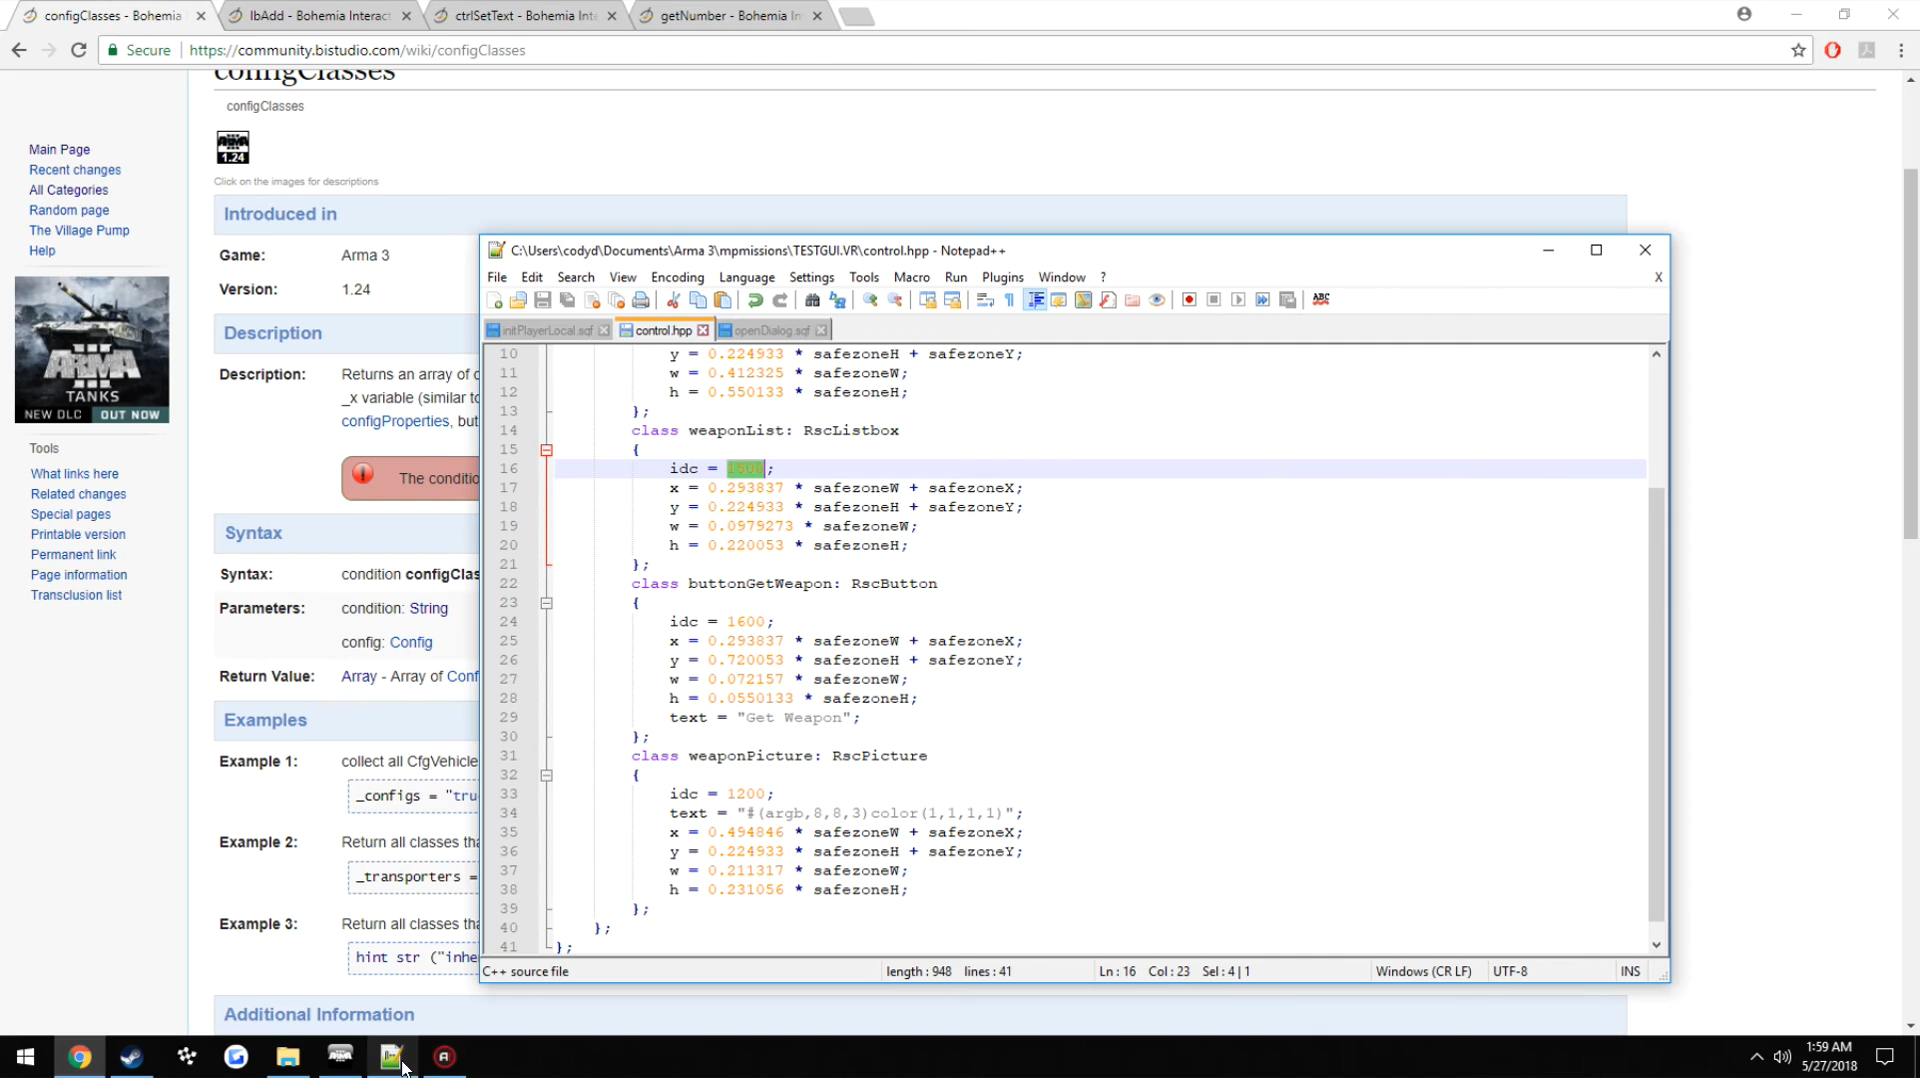 configClasses - Bohemia
lbAdd - Bohemia Interact
ctrlSetText - Bohemia Inte
getNumber - Bohemia In
Secure
https://community.bistudio.com/wiki/configClasses
configClasses
configClasses
ARMA
1.24
Click on the images for descriptions
Main Page
Recent changes
All Categories
Random page
The Village Pump
Help
ARMA
III
TANKS
NEW DLC OUT NOW
Tools
What links here
Related changes
Special pages
Printable version
Permanent link
Page information
Transclusion list
Introduced in
Game: Arma 3
Version: 1.24
Description
Description: Returns an array of c
_x variable (similar to
configProperties, but
The conditio
Syntax
Syntax: condition configClas
Parameters: condition: String
config: Config
Return Value: Array - Array of Conf
Examples
Example 1: collect all CfgVehicle
_configs = "tru
Example 2: Return all classes tha
_transporters =
Example 3: Return all classes tha
hint str ("inhe
Additional Information
C:\Users\codyd\Documents\Arma 3\mpmissions\TESTGUI.VR\control.hpp - Notepad++
File Edit Search View Encoding Language Settings Tools Macro Run Plugins Window ? X
ABC
initPlayerLocal.sqf control.hpp openDialog.sqf
10 y = 0.224933 * safezoneH + safezoneY;
11 w = 0.412325 * safezoneW;
12 h = 0.550133 * safezoneH;
13 };
14 class weaponList: RscListbox
15 {
16 idc = 1500;
17 x = 0.293837 * safezoneW + safezoneX;
18 y = 0.224933 * safezoneH + safezoneY;
19 w = 0.0979273 * safezoneW;
20 h = 0.220053 * safezoneH;
21 };
22 class buttonGetWeapon: RscButton
23 {
24 idc = 1600;
25 x = 0.293837 * safezoneW + safezoneX;
26 y = 0.720053 * safezoneH + safezoneY;
27 w = 0.072157 * safezoneW;
28 h = 0.0550133 * safezoneH;
29 text = "Get Weapon";
30 };
31 class weaponPicture: RscPicture
32 {
33 idc = 1200;
34 text = "#(argb,8,8,3)color(1,1,1,1)";
35 x = 0.494846 * safezoneW + safezoneX;
36 y = 0.224933 * safezoneH + safezoneY;
37 w = 0.211317 * safezoneW;
38 h = 0.231056 * safezoneH;
39 };
40 };
41 };
C++ source file length : 948 lines : 41 Ln : 16 Col : 23 Sel : 4 | 1 Windows (CR LF) UTF-8 INS
1:59 AM
5/27/2018